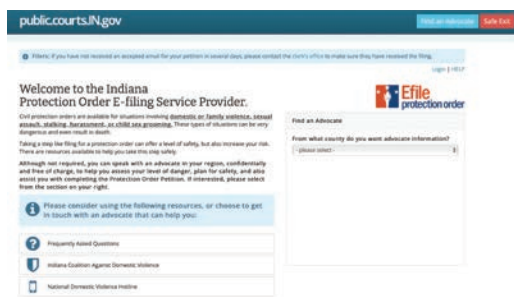 public.courts.IN.gov
Find an Advocate
Safe Exit
Filers: If you have not received an accepted email for your petition in several days, please contact the clerk's office to make sure they have received the filing.
Login | HELP
Welcome to the Indiana
Protection Order E-filing Service Provider.
Efile
protection order
Civil protection orders are available for situations involving domestic or family violence, sexual
assault, stalking, harassment, or child sex grooming. These types of situations can be very
dangerous and even result in death.
Taking a step like filing for a protection order can offer a level of safety, but also increase your risk.
There are resources available to help you take this step safely.
Although not required, you can speak with an advocate in your region, confidentially
and free of charge, to help you assess your level of danger, plan for safety, and also
assist you with completing the Protection Order Petition. If interested, please select
from the section on your right.
Find an Advocate
From what county do you want advocate information?
- please select -
Please consider using the following resources, or choose to get
in touch with an advocate that can help you:
Frequently Asked Questions
Indiana Coalition Against Domestic Violence
National Domestic Violence Hotline